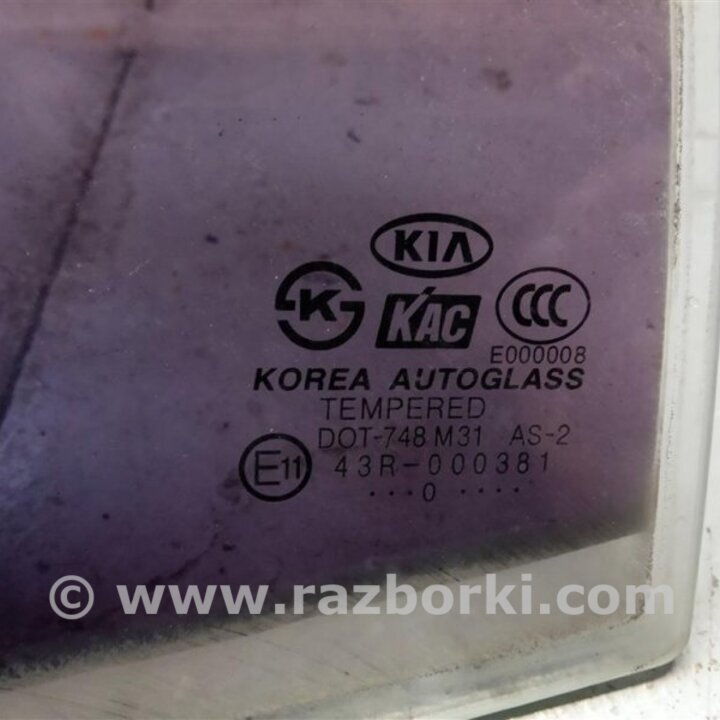 KIA
K KAC CCC
E000008
KOREA AUTOGLASS
TEMPERED
DOT-748 M31 AS-2
E11 43R-000381
...0 ....
© www.razborki.com